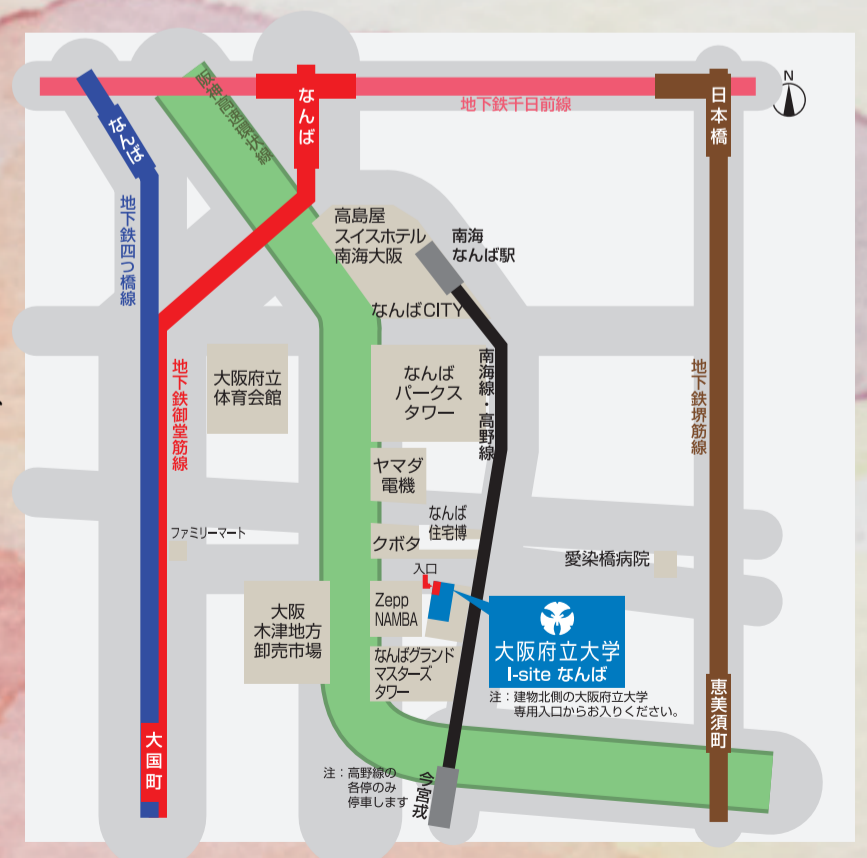 地下鉄千日前線
N
なんば
日本橋
なんば
阪神高速環状線
地下鉄四つ橋線
高島屋
スイスホテル
南海大阪
南海
なんば駅
なんばCITY
地下鉄御堂筋線
大阪府立
体育会館
なんば
パークス
タワー
南海線・高野線
地下鉄堺筋線
ヤマダ
電機
なんば
住宅博
ファミリーマート
クボタ
愛染橋病院
入口
Zepp
NAMBA
大阪
木津地方
卸売市場
大阪府立大学
I-site なんば
注：建物北側の大阪府立大学
専用入口からお入りください。
なんばグランド
マスターズ
タワー
恵美須町
大国町
注：高野線の
各停のみ
停車します
今宮戎